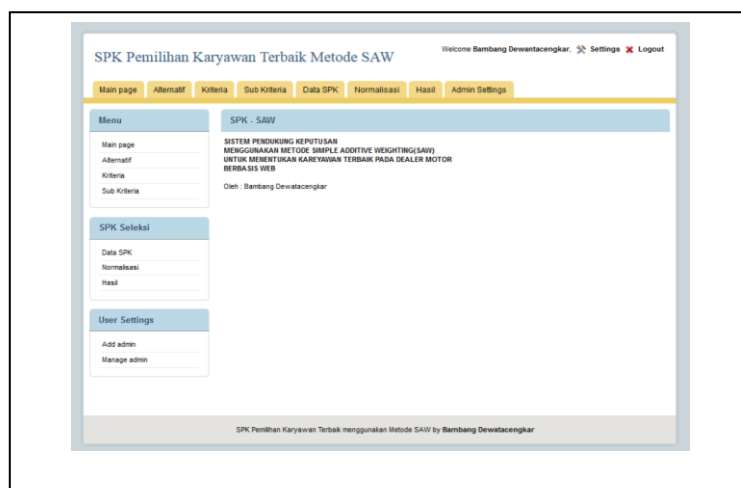 SPK Pemilihan Karyawan Terbaik Metode SAW
Welcome Bambang Dewantacengkar, Settings Logout
Main page Alternatif Kriteria Sub Kriteria Data SPK Normalisasi Hasil Admin Settings
Menu
Main page
Alternatif
Kriteria
Sub Kriteria
SPK Seleksi
Data SPK
Normalisasi
Hasil
User Settings
Add admin
Manage admin
SPK - SAW
SISTEM PENDUKUNG KEPUTUSAN
MENGGUNAKAN METODE SIMPLE ADDITIVE WEIGHTING(SAW)
UNTUK MENENTUKAN KAREYAWAN TERBAIK PADA DEALER MOTOR
BERBASIS WEB
Oleh : Bambang Dewatacengkar
SPK Pemilihan Karyawan Terbaik menggunakan Metode SAW by Bambang Dewatacengkar